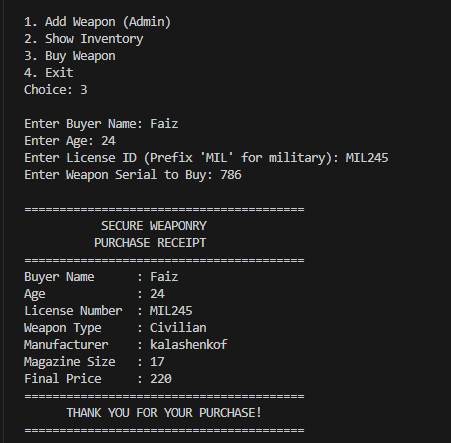 1. Add Weapon (Admin)
2. Show Inventory
3. Buy Weapon
4. Exit
Choice: 3
Enter Buyer Name: Faiz
Enter Age: 24
Enter License ID (Prefix 'MIL' for military): MIL245
Enter Weapon Serial to Buy: 786
========================================
SECURE WEAPONRY
PURCHASE RECEIPT
========================================
Buyer Name : Faiz
Age : 24
License Number : MIL245
Weapon Type : Civilian
Manufacturer : kalashenkof
Magazine Size : 17
Final Price : 220
========================================
THANK YOU FOR YOUR PURCHASE!
========================================